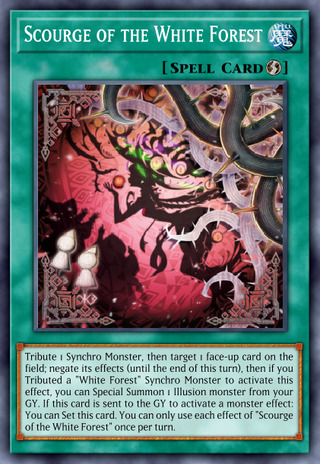 Scourge of the White Forest
魔
[Spell Card]
Tribute 1 Synchro Monster, then target 1 face-up card on the
field; negate its effects (until the end of this turn), then if you
Tributed a "White Forest" Synchro Monster to activate this
effect, you can Special Summon 1 Illusion monster from your
GY. If this card is sent to the GY to activate a monster effect:
You can Set this card. You can only use each effect of "Scourge
of the White Forest" once per turn.